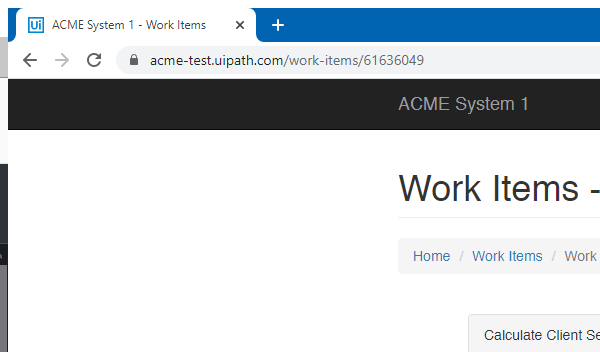 Ui ACME System 1 - Work Items
acme-test.uipath.com/work-items/61636049
ACME System 1
Work Items -
Home / Work Items / Work
Calculate Client Se